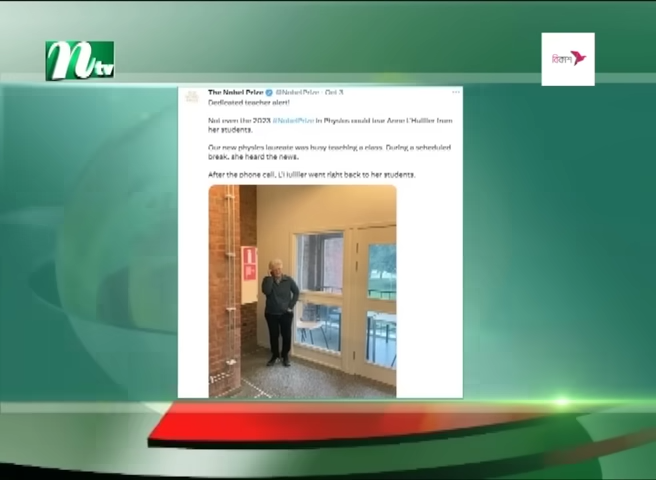 ntv
বিকাশ
The Nobel Prize @NobelPrize · Oct 3
Dedicated teacher alert!
Not even the 2023 #NobelPrize in Physics could tear Anne L'Huillier from
her students.
Our new physics laureate was busy teaching a class. During a scheduled
break, she heard the news.
After the phone call, L'Huillier went right back to her students.